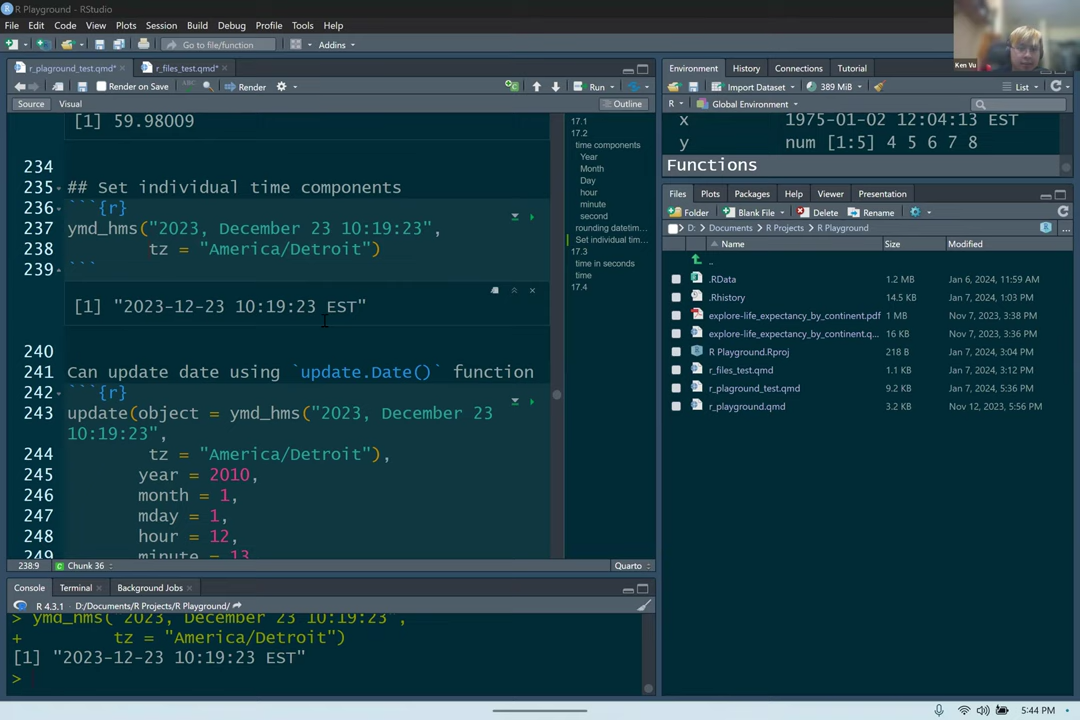 R Playground - RStudio
File Edit Code View Plots Session Build Debug Profile Tools Help
Go to file/function
Addins
Ken Vu
r_plaground_test.qmd*
r_files_test.qmd*
Render on Save
ABC
Render
Run
Source Visual
Outline
[1] 59.98009
234
235 ## Set individual time components
236 ```{r}
237 ymd_hms("2023, December 23 10:19:23",
238 tz = "America/Detroit")
239 ```
[1] "2023-12-23 10:19:23 EST"
240
241 Can update date using `update.Date()` function
242 ```{r}
243 update(object = ymd_hms("2023, December 23
10:19:23",
244 tz = "America/Detroit"),
245 year = 2010,
246 month = 1,
247 mday = 1,
248 hour = 12,
249 minute = 13,
17.1
17.2
time components
Year
Month
Day
hour
minute
second
rounding datetim...
Set individual tim...
17.3
time in seconds
time
17.4
238:9 Chunk 36
Quarto
Console Terminal Background Jobs
R 4.3.1 · D:/Documents/R Projects/R Playground/
> ymd_hms("2023, December 23 10:19:23",
+ tz = "America/Detroit")
[1] "2023-12-23 10:19:23 EST"
>
Environment History Connections Tutorial
Import Dataset 389 MiB List
R Global Environment
x 1975-01-02 12:04:13 EST
y num [1:5] 4 5 6 7 8
Functions
Files Plots Packages Help Viewer Presentation
Folder Blank File Delete Rename
D: Documents R Projects R Playground ...
Name Size Modified
..
.RData 1.2 MB Jan 6, 2024, 11:59 AM
.Rhistory 14.5 KB Jan 7, 2024, 1:03 PM
explore-life_expectancy_by_continent.pdf 1 MB Nov 7, 2023, 3:38 PM
explore-life_expectancy_by_continent.q... 16 KB Nov 7, 2023, 3:36 PM
R Playground.Rproj 218 B Jan 7, 2024, 3:04 PM
r_files_test.qmd 1.1 KB Jan 7, 2024, 3:12 PM
r_plaground_test.qmd 9.2 KB Jan 7, 2024, 5:36 PM
r_playground.qmd 3.2 KB Nov 12, 2023, 5:56 PM
5:44 PM